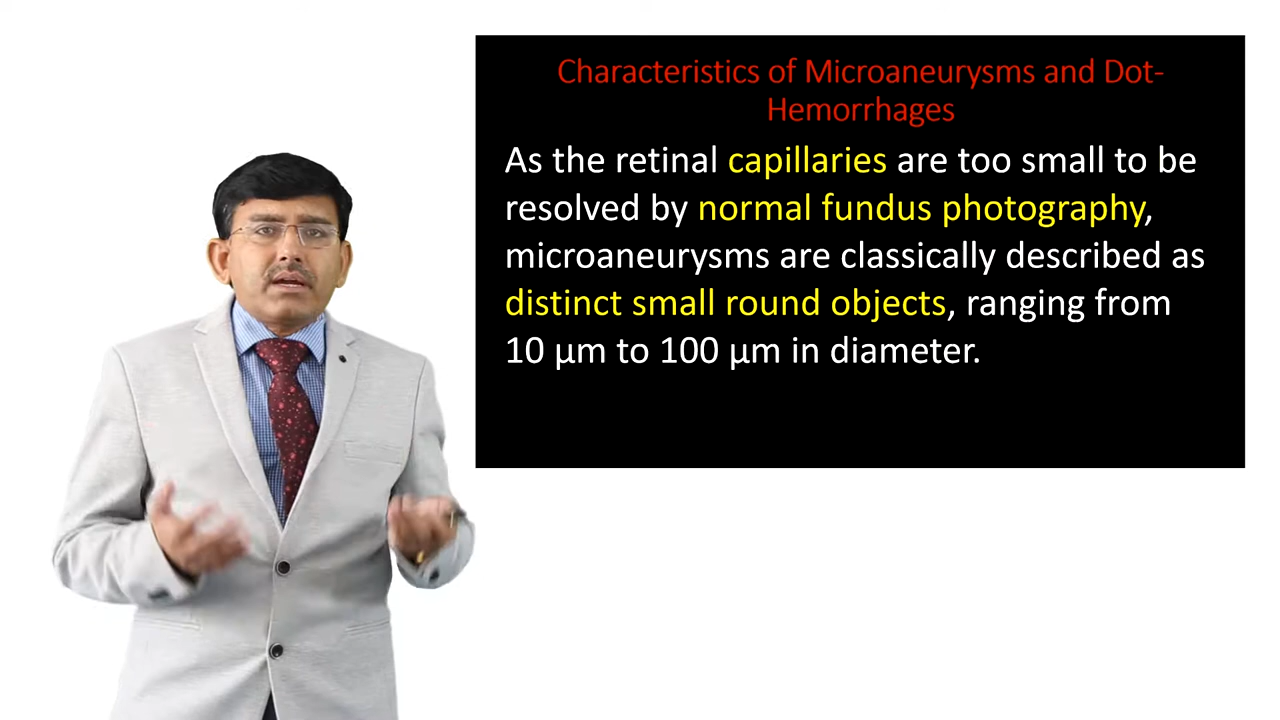 Characteristics of Microaneurysms and Dot-
Hemorrhages
As the retinal capillaries are too small to be
resolved by normal fundus photography,
microaneurysms are classically described as
distinct small round objects, ranging from
10 µm to 100 µm in diameter.